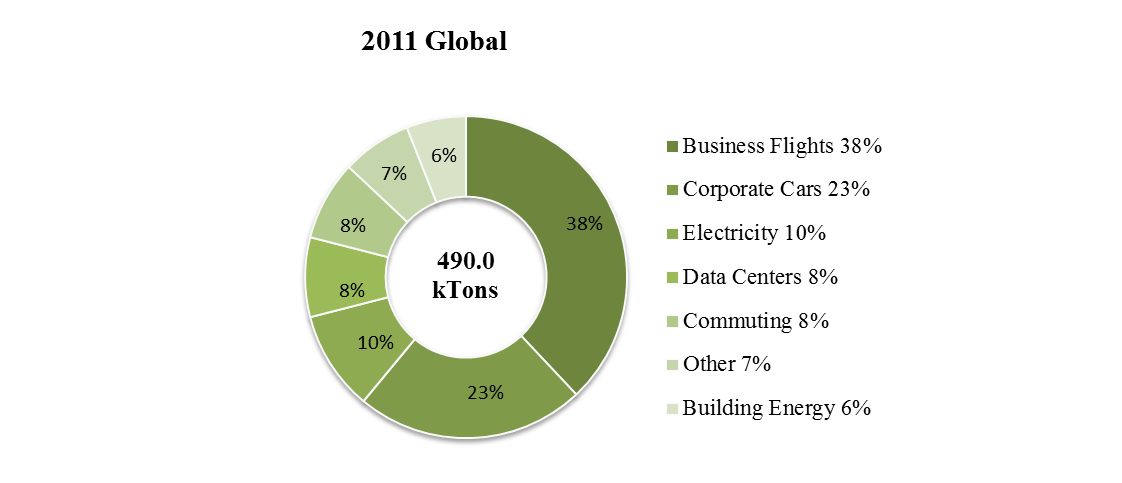 2011 Global
6%
7%
38%
8%
490.0
kTons
8%
10%
23%
Business Flights 38%
Corporate Cars 23%
Electricity 10%
Data Centers 8%
Commuting 8%
Other 7%
Building Energy 6%